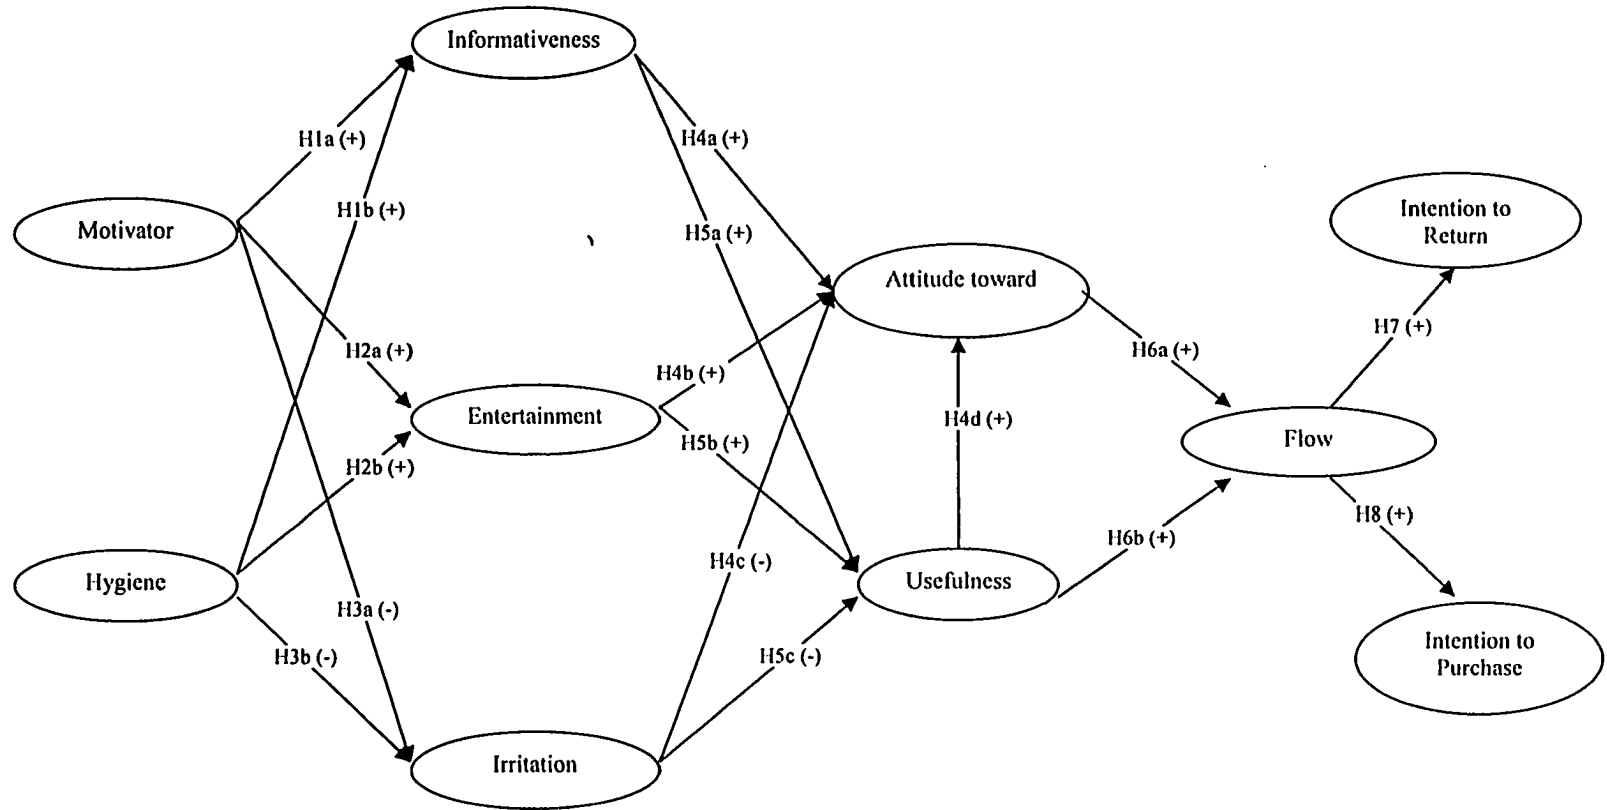 Informativeness
H1a (+)
H4a (+)
H1b (+)
Motivator
H5a (+)
Intention to
Return
Attitude toward
H7 (+)
H2a (+)
H6a (+)
H4b (+)
Entertainment
H4d (+)
H5b (+)
Flow
H2b (+)
H8 (+)
H6b (+)
H4c (-)
Hygiene
Usefulness
H3a (-)
H3b (-)
H5c (-)
Intention to
Purchase
Irritation